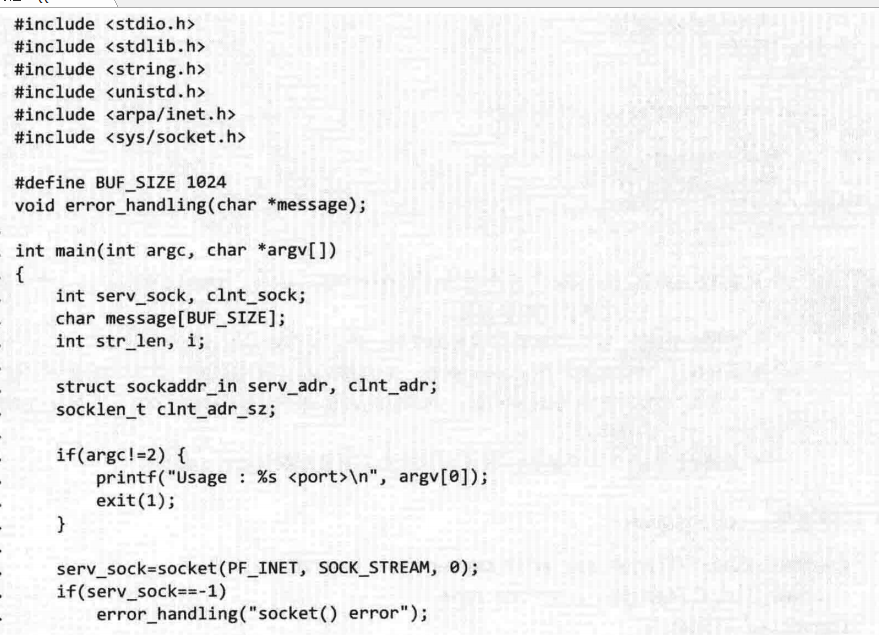 #include <stdio.h>
#include <stdlib.h>
#include <string.h>
#include <unistd.h>
#include <arpa/inet.h>
#include <sys/socket.h>

#define BUF_SIZE 1024
void error_handling(char *message);

int main(int argc, char *argv[])
{
    int serv_sock, clnt_sock;
    char message[BUF_SIZE];
    int str_len, i;

    struct sockaddr_in serv_adr, clnt_adr;
    socklen_t clnt_adr_sz;

    if(argc!=2) {
        printf("Usage : %s <port>\n", argv[0]);
        exit(1);
    }

    serv_sock=socket(PF_INET, SOCK_STREAM, 0);
    if(serv_sock==-1)
        error_handling("socket() error");